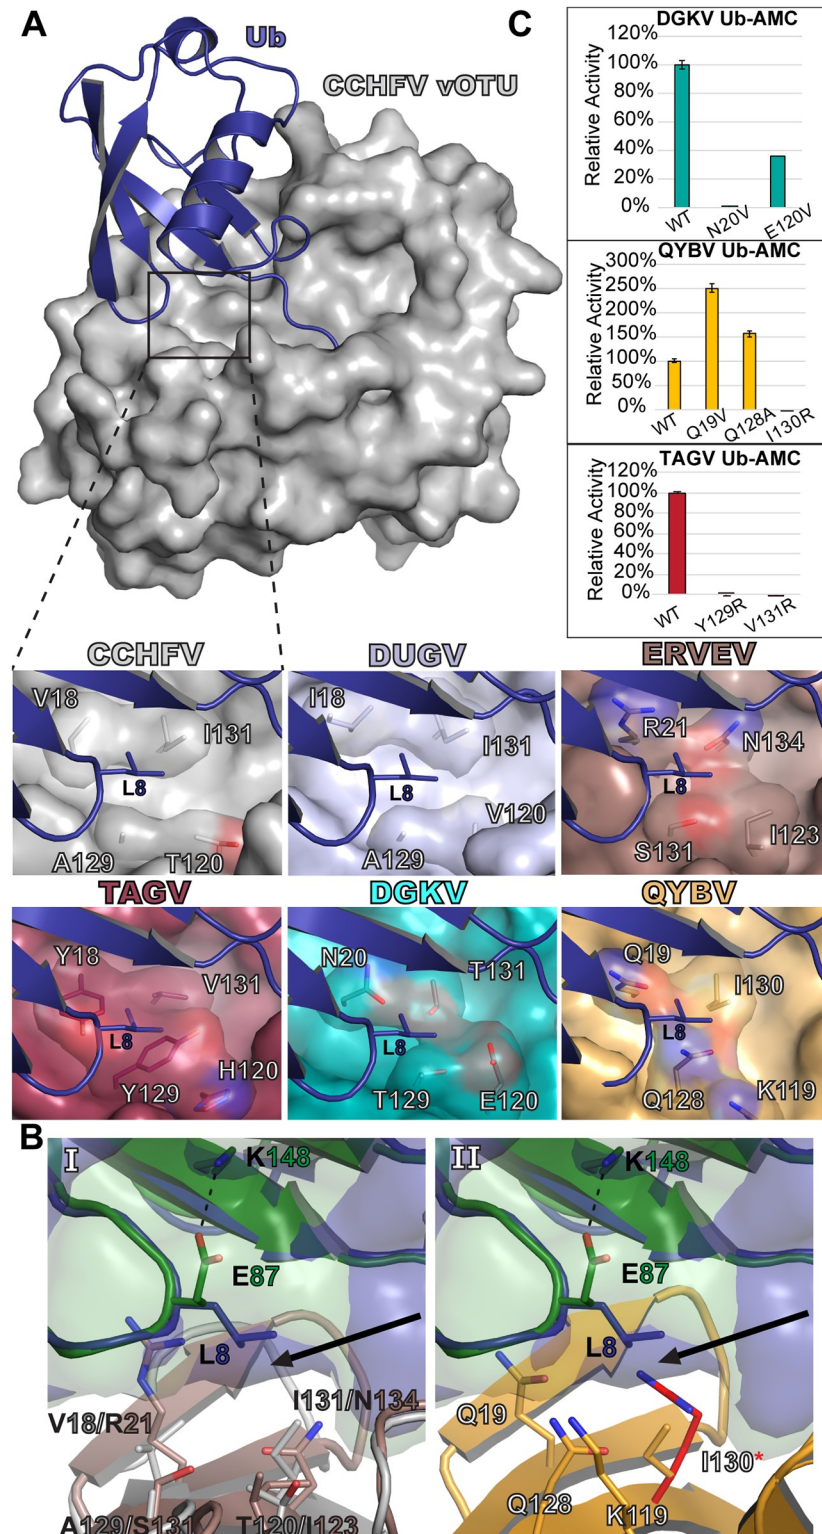 A
Ub
CCHFV vOTU
C
DGKV Ub-AMC
Relative Activity
120%
100%
80%
60%
40%
20%
0%
WT
N20V
E120V
QYBV Ub-AMC
Relative Activity
300%
250%
200%
150%
100%
50%
0%
WT
Q19V
Q128A
I130R
TAGV Ub-AMC
Relative Activity
120%
100%
80%
60%
40%
20%
0%
WT
Y129R
V131R
CCHFV
V18
I131
L8
A129
T120
DUGV
I18
I131
L8
V120
A129
ERVEV
R21
N134
L8
S131
I123
TAGV
Y18
V131
L8
Y129
H120
DGKV
N20
T131
L8
T129
E120
QYBV
Q19
I130
L8
Q128
K119
B
I
K148
E87
L8
V18/R21
I131/N134
A129/S131
T120/I123
II
K148
E87
L8
Q19
I130*
Q128
K119